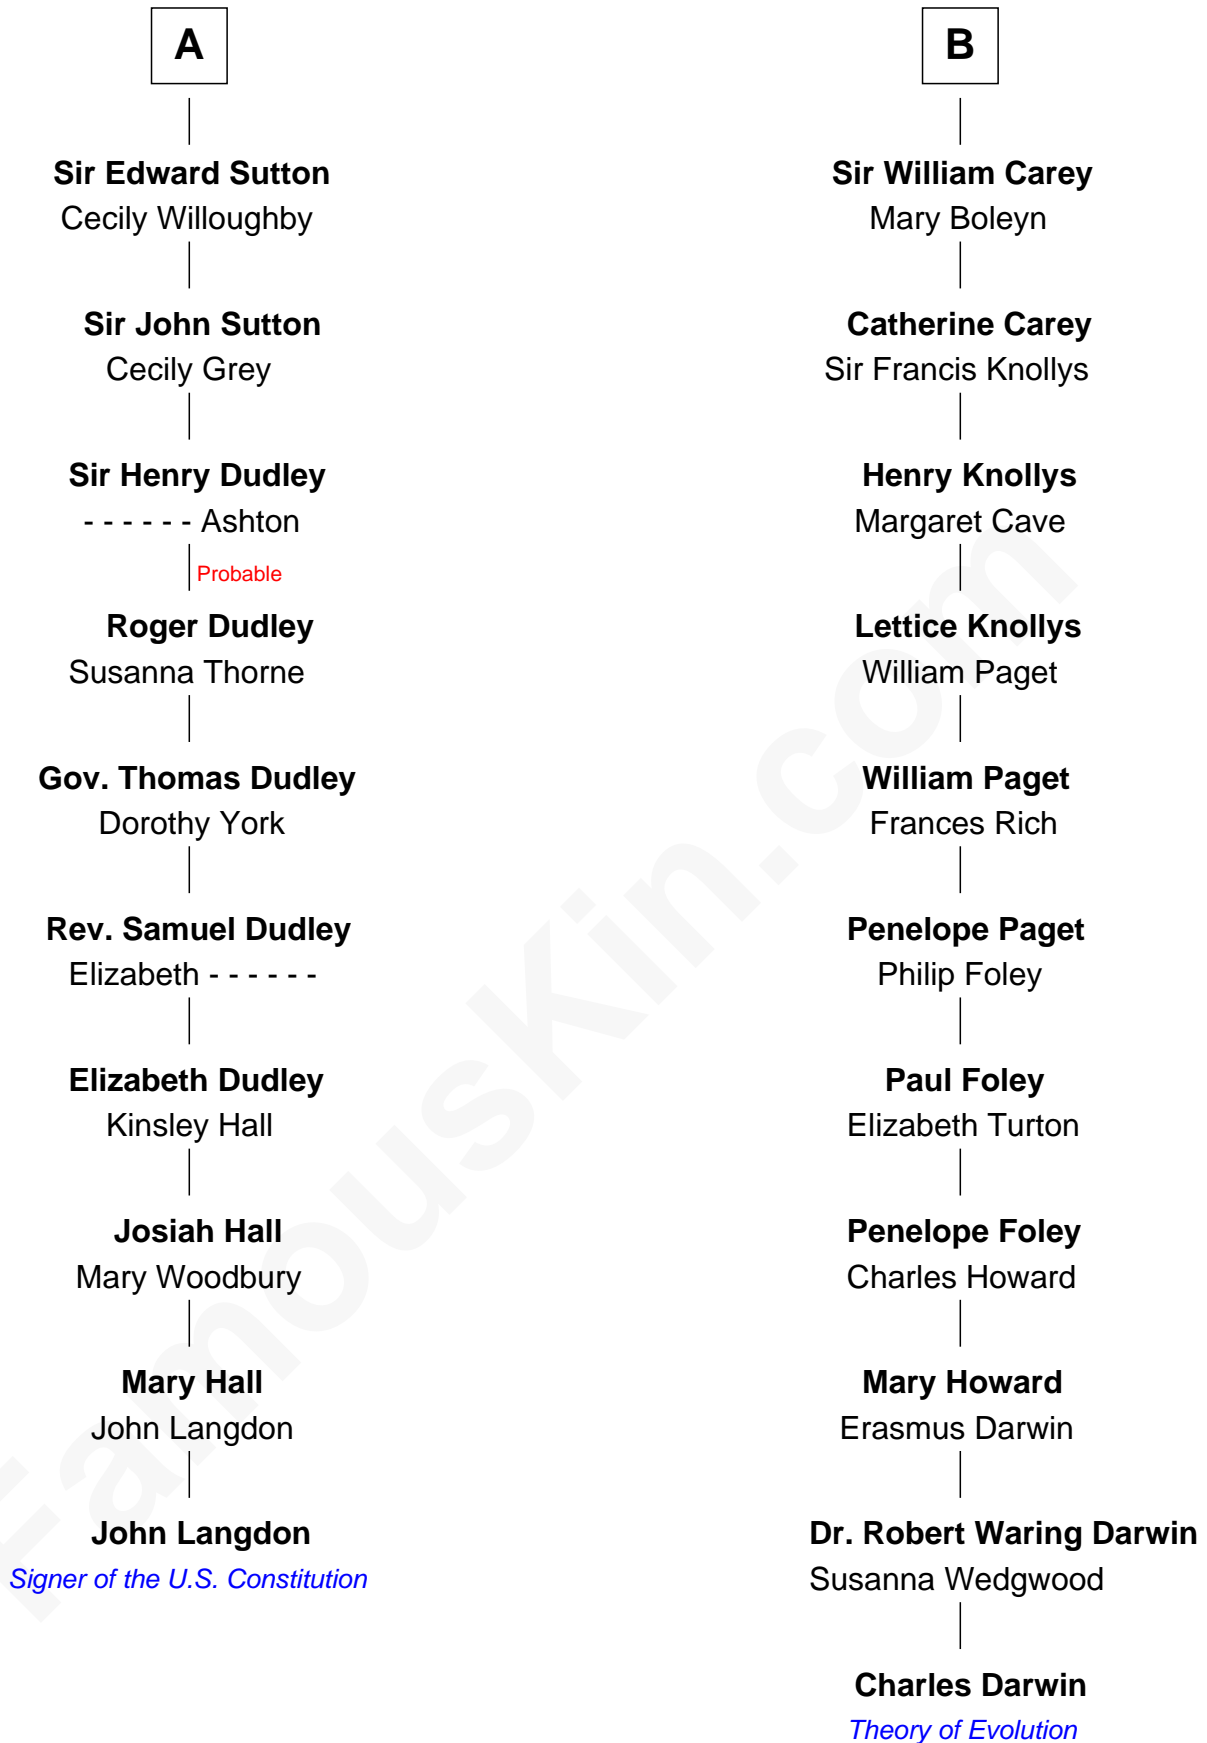 A
Sir Edward Sutton
Cecily Willoughby
Sir John Sutton
Cecily Grey
Sir Henry Dudley
- - - - - - Ashton
Probable
Roger Dudley
Susanna Thorne
Gov. Thomas Dudley
Dorothy York
Rev. Samuel Dudley
Elizabeth - - - - - -
Elizabeth Dudley
Kinsley Hall
Josiah Hall
Mary Woodbury
Mary Hall
John Langdon
John Langdon
Signer of the U.S. Constitution
B
Sir William Carey
Mary Boleyn
Catherine Carey
Sir Francis Knollys
Henry Knollys
Margaret Cave
Lettice Knollys
William Paget
William Paget
Frances Rich
Penelope Paget
Philip Foley
Paul Foley
Elizabeth Turton
Penelope Foley
Charles Howard
Mary Howard
Erasmus Darwin
Dr. Robert Waring Darwin
Susanna Wedgwood
Charles Darwin
Theory of Evolution
FamousKin.com